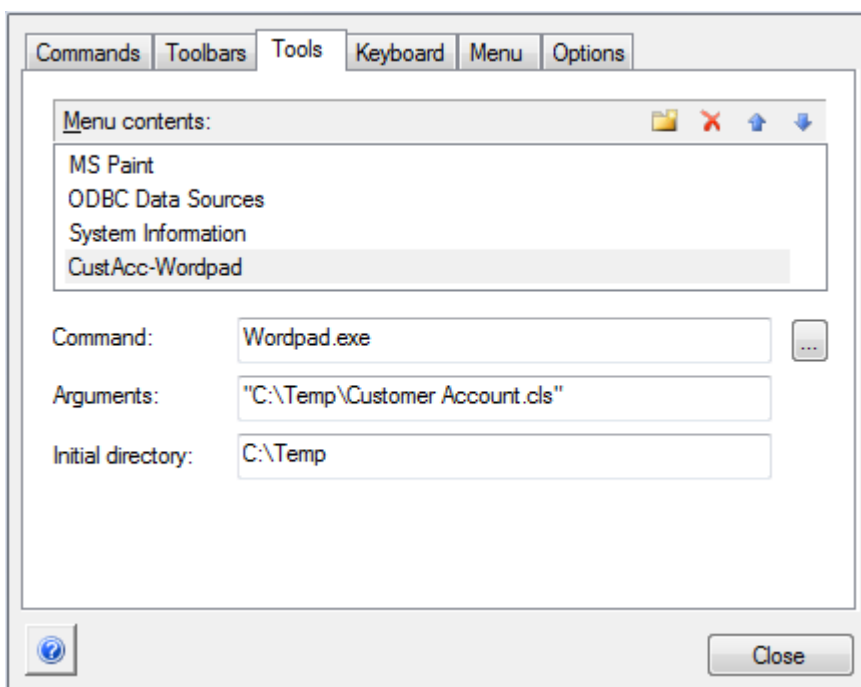 Commands Toolbars Tools Keyboard Menu Options
Menu contents:
MS Paint
ODBC Data Sources
System Information
CustAcc-Wordpad
Command: Wordpad.exe ...
Arguments: "C:\Temp\Customer Account.cls"
Initial directory: C:\Temp
? Close